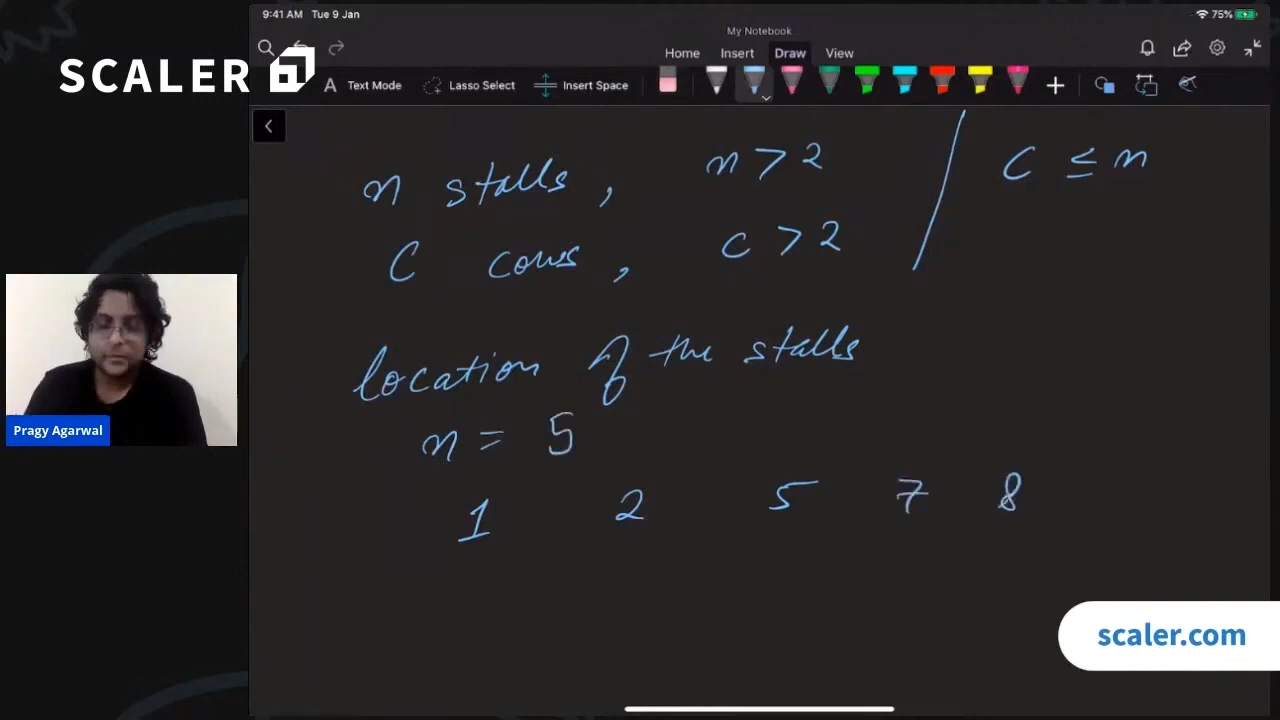 9:41 AM Tue 9 Jan
75%
My Notebook
Home Insert Draw View
SCALER
A Text Mode Lasso Select Insert Space
n stalls, n > 2
C ≤ n
C cows, c > 2
location of the stalls
n = 5
1 2 5 7 8
Pragy Agarwal
scaler.com